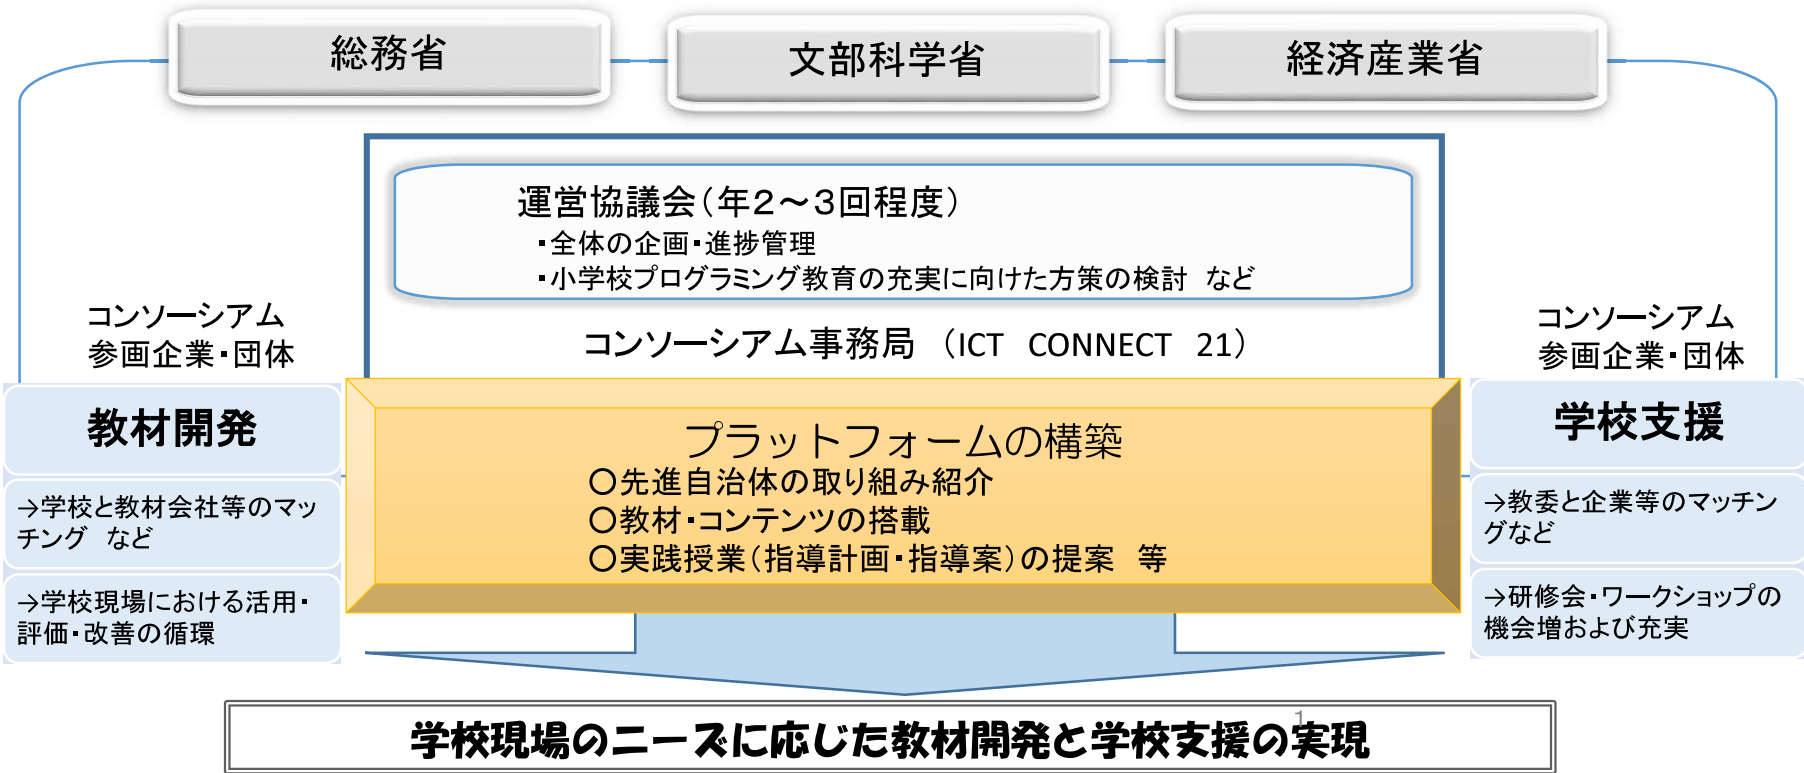 総務省
文部科学省
経済産業省
運営協議会(年2～3回程度)
・全体の企画・進捗管理
・小学校プログラミング教育の充実に向けた方策の検討　など
コンソーシアム事務局　(ICT　CONNECT　21)
コンソーシアム
参画企業・団体
教材開発
→学校と教材会社等のマッ
チング　など
→学校現場における活用・
評価・改善の循環
プラットフォームの構築
○先進自治体の取り組み紹介
○教材・コンテンツの搭載
○実践授業(指導計画・指導案)の提案　等
コンソーシアム
参画企業・団体
学校支援
→教委と企業等のマッチン
グなど
→研修会・ワークショップの
機会増および充実
学校現場のニーズに応じた教材開発と学校支援の実現
1